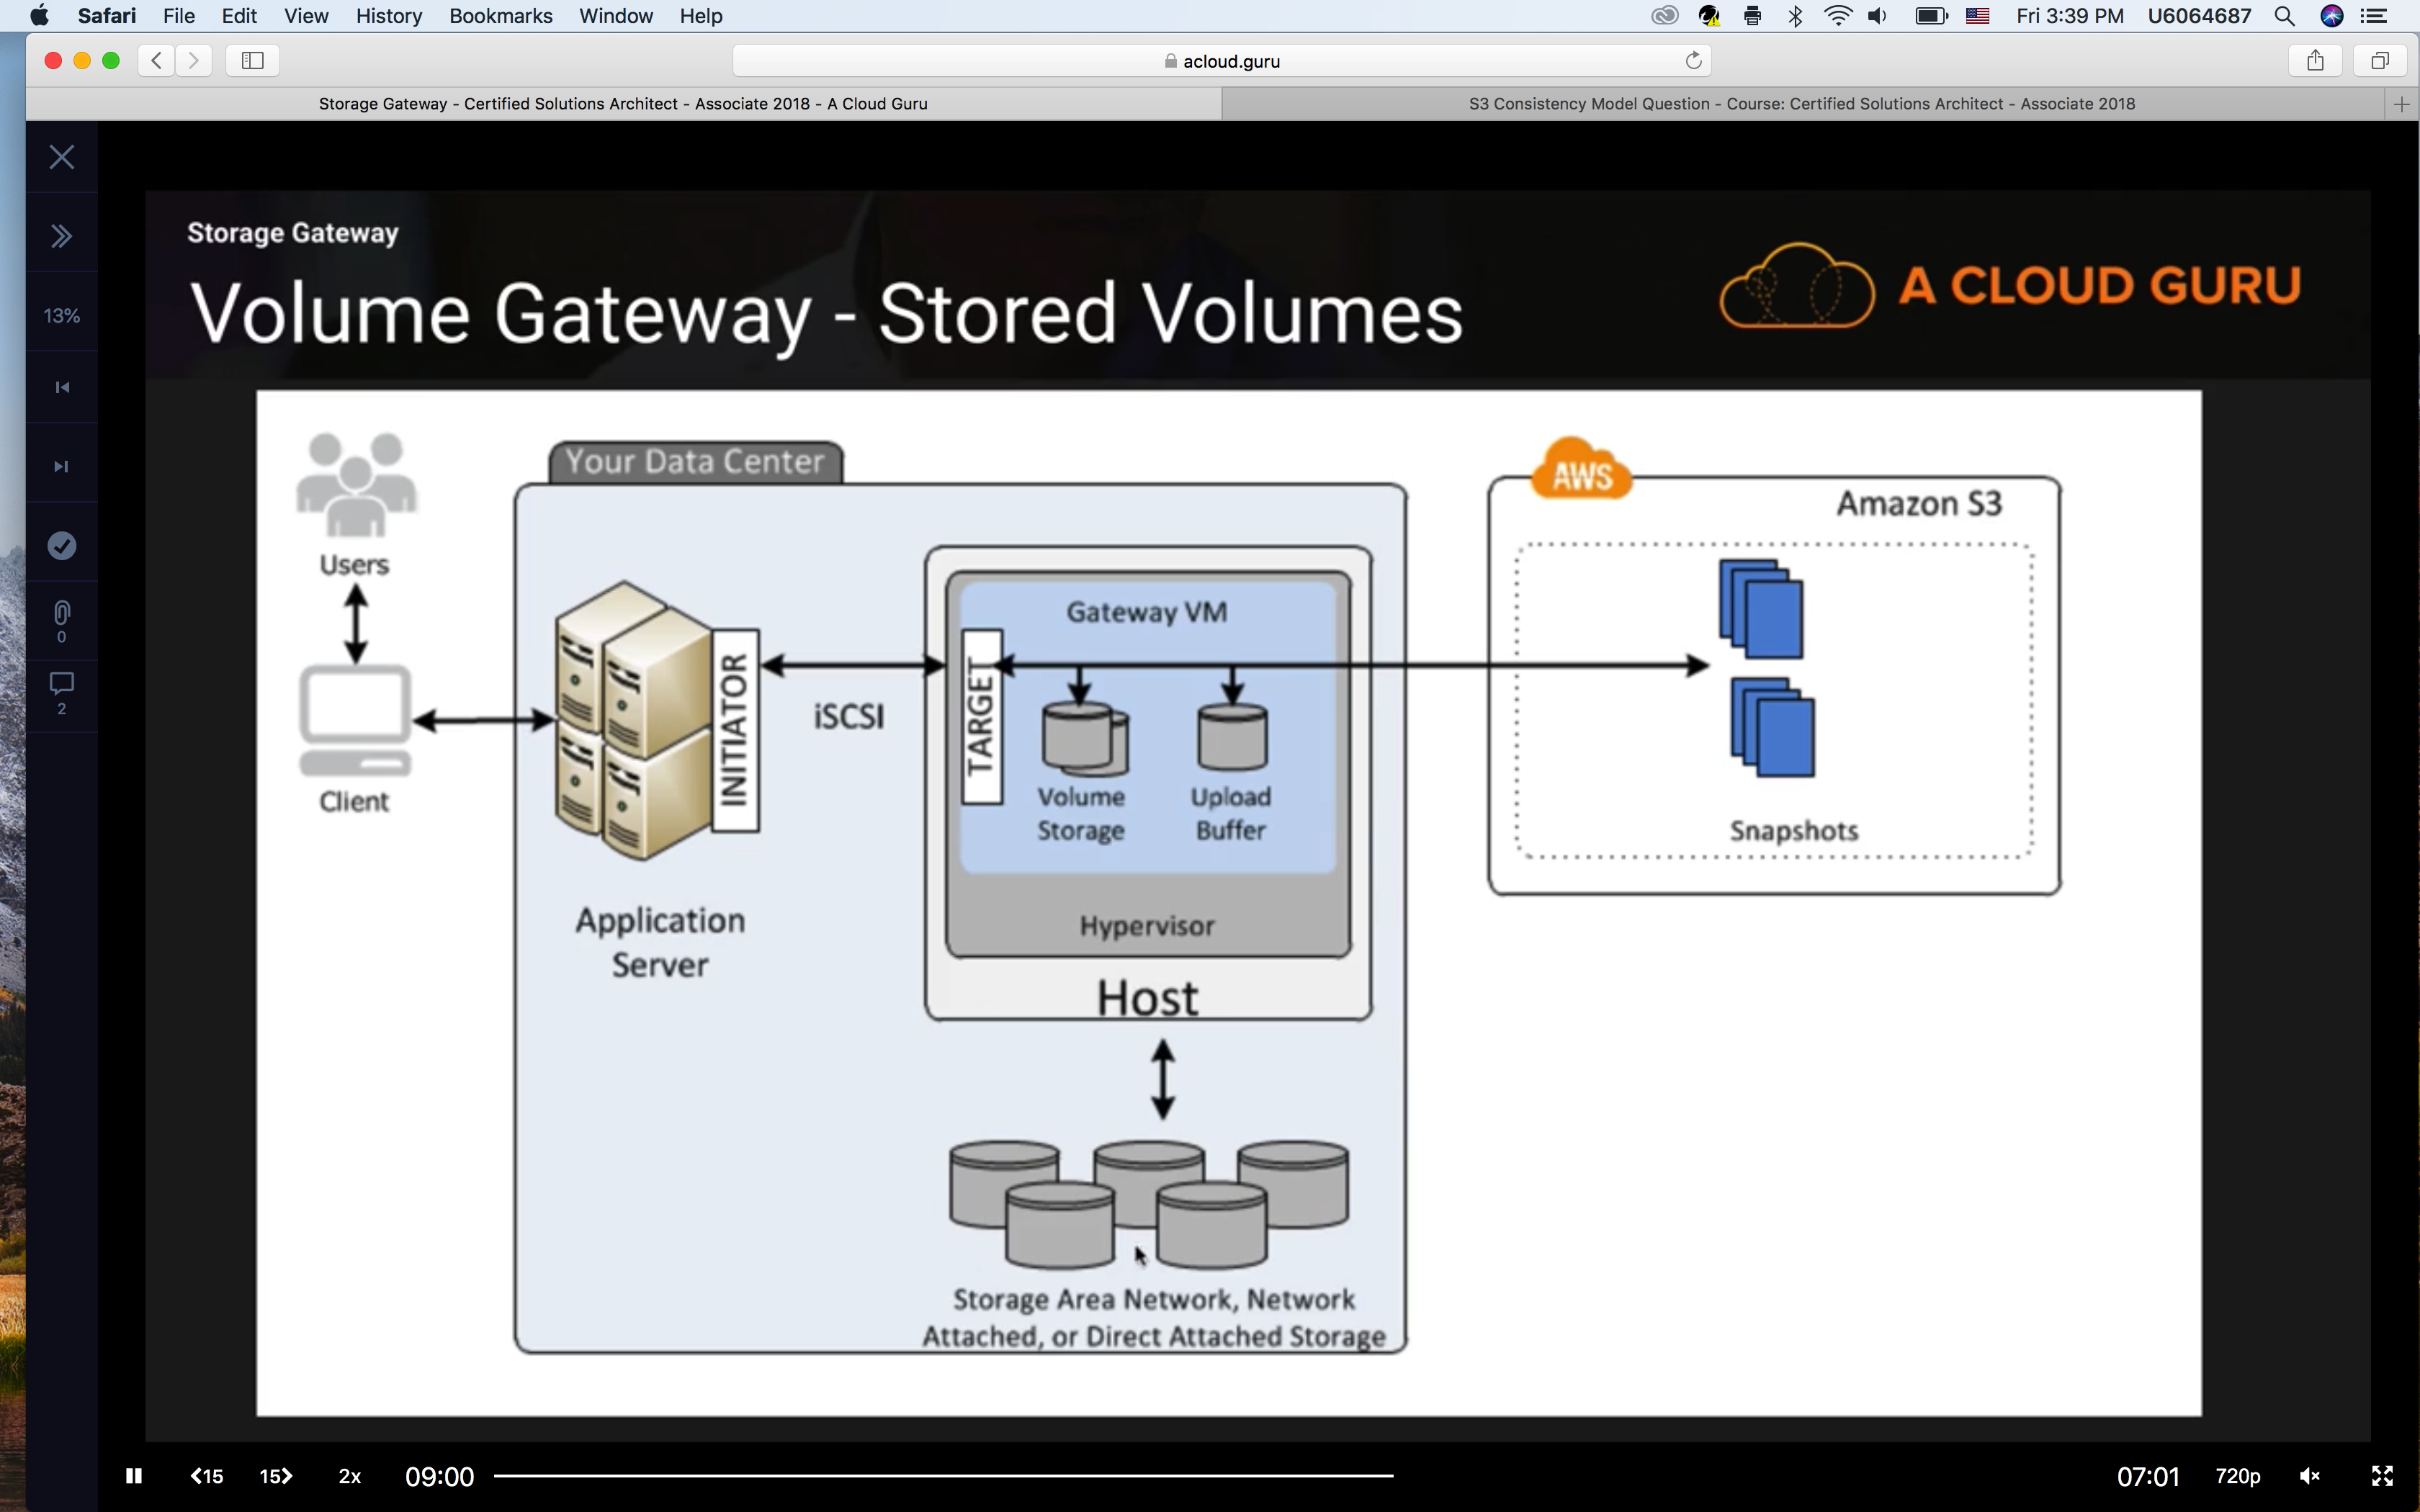 Safari File Edit View History Bookmarks Window Help Fri 3:39 PM U6064687
acloud.guru
Storage Gateway - Certified Solutions Architect - Associate 2018 - A Cloud Guru
S3 Consistency Model Question - Course: Certified Solutions Architect - Associate 2018
13%
0
2
Storage Gateway
Volume Gateway - Stored Volumes
A CLOUD GURU
Users
Client
Your Data Center
Application
Server
INITIATOR
iSCSI
TARGET
Gateway VM
Volume
Storage
Upload
Buffer
Hypervisor
Host
Storage Area Network, Network
Attached, or Direct Attached Storage
AWS
Amazon S3
Snapshots
15 15 2x 09:00 07:01 720p